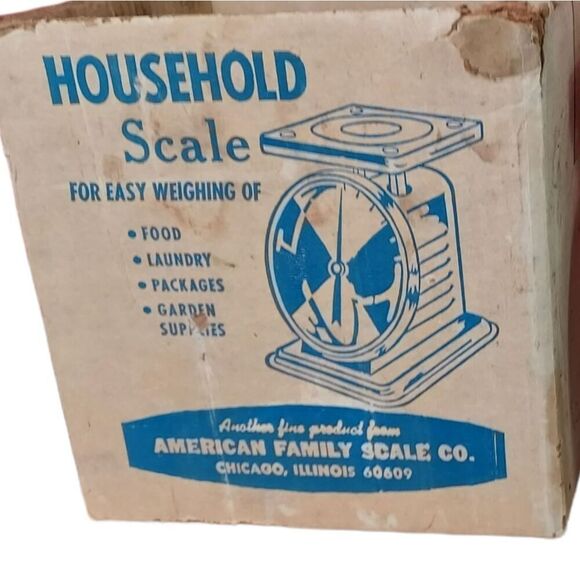 HOUSEHOLD
Scale
FOR EASY WEIGHING OF
• FOOD
• LAUNDRY
• PACKAGES
• GARDEN
SUPPLIES
Another fine product from
AMERICAN FAMILY SCALE CO.
CHICAGO, ILLINOIS 60609